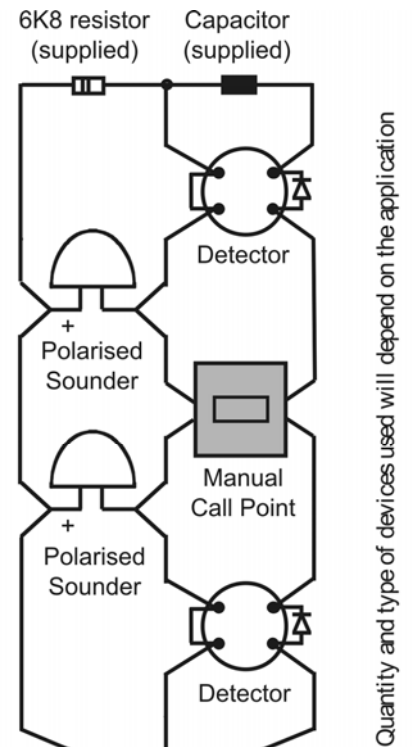 6K8 resistor
(supplied)
Capacitor
(supplied)
Detector
+
Polarised
Sounder
Manual
Call Point
+
Polarised
Sounder
Detector
Quantity and type of devices used will depend on the application